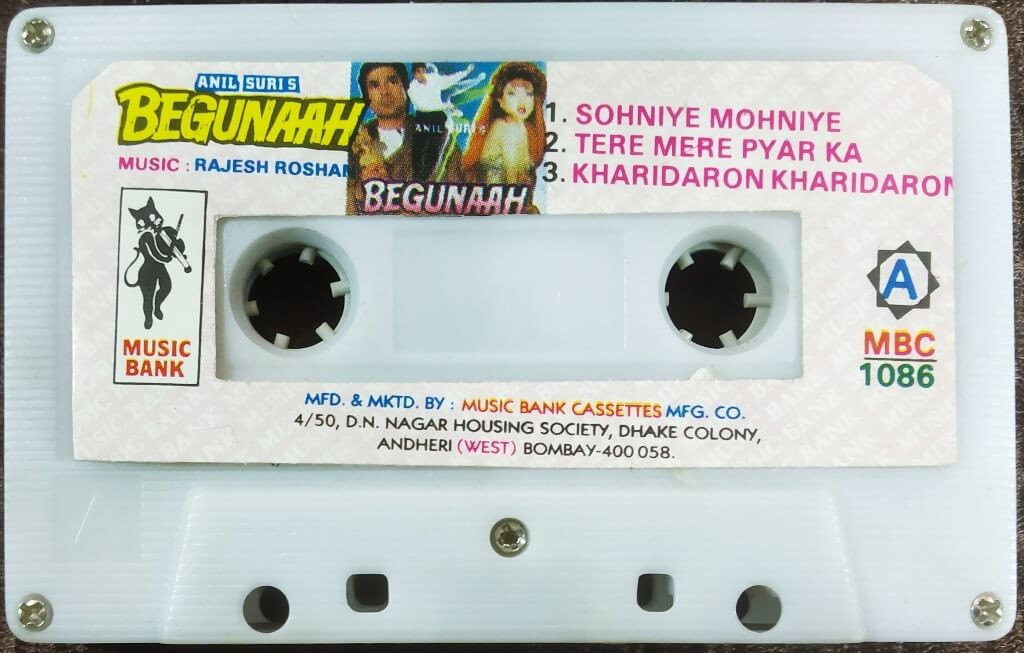 ANIL SURI'S
BEGUNAAH
MUSIC : RAJESH ROSHAN
ANIL SURI'S
BEGUNAAH
1. SOHNIYE MOHNIYE
2. TERE MERE PYAR KA
3. KHARIDARON KHARIDARON
MUSIC
BANK
A
MBC
1086
MFD. & MKTD. BY : MUSIC BANK CASSETTES MFG. CO.
4/50, D.N. NAGAR HOUSING SOCIETY, DHAKE COLONY,
ANDHERI (WEST) BOMBAY-400 058.